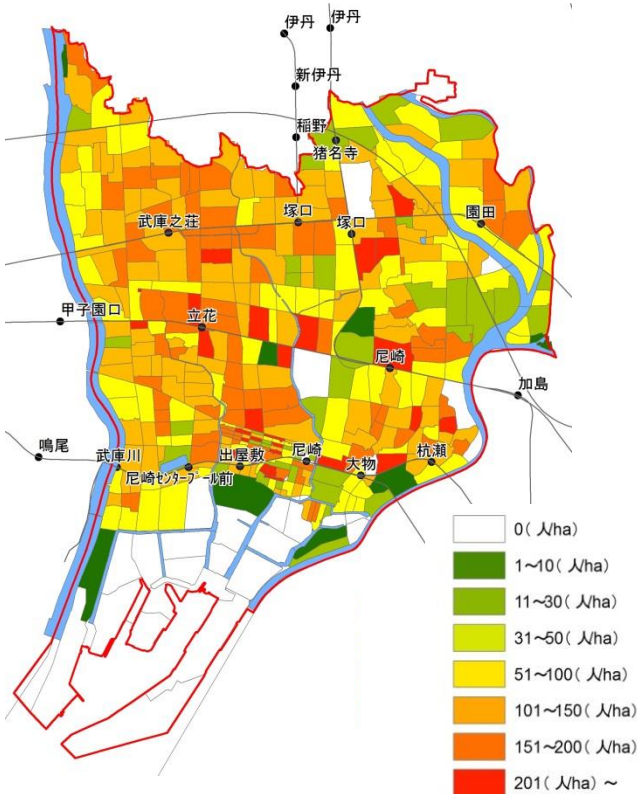 伊丹
伊丹
新伊丹
稲野
猪名寺
武庫之荘
塚口
塚口
園田
甲子園口
立花
尼崎
加島
鳴尾
武庫川
尼崎センタープール前
出屋敷
尼崎
大物
杭瀬
0( 人/ha)
1~10( 人/ha)
11~30( 人/ha)
31~50( 人/ha)
51~100( 人/ha)
101~150( 人/ha)
151~200( 人/ha)
201( 人/ha) ~